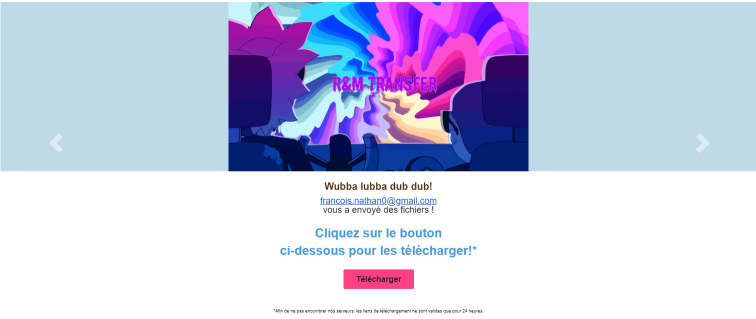 R&M TRANSFER
Wubba lubba dub dub!
francois.nathan0@gmail.com
vous a envoyé des fichiers !
Cliquez sur le bouton
ci-dessous pour les télécharger!*
Télécharger
*Afin de ne pas encombrer nos serveurs, les liens de téléchargement ne sont valides que pour 24 heures.